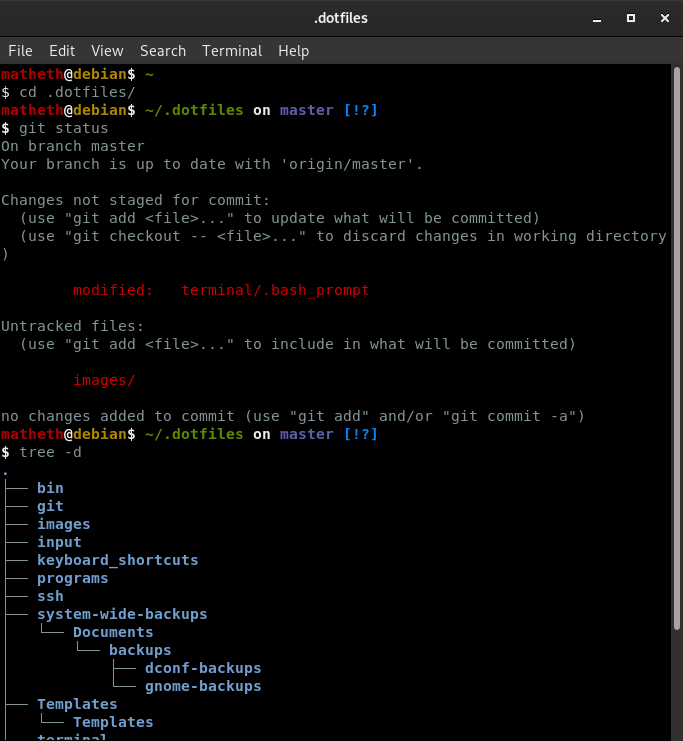 .dotfiles
File Edit View Search Terminal Help
matheth@debian$ ~
$ cd .dotfiles/
matheth@debian$ ~/.dotfiles on master [!?]
$ git status
On branch master
Your branch is up to date with 'origin/master'.
Changes not staged for commit:
(use "git add <file>..." to update what will be committed)
(use "git checkout -- <file>..." to discard changes in working directory
)
modified: terminal/.bash_prompt
Untracked files:
(use "git add <file>..." to include in what will be committed)
images/
no changes added to commit (use "git add" and/or "git commit -a")
matheth@debian$ ~/.dotfiles on master [!?]
$ tree -d
.
├── bin
├── git
├── images
├── input
├── keyboard_shortcuts
├── programs
├── ssh
├── system-wide-backups
│   └── Documents
│       └── backups
│           ├── dconf-backups
│           └── gnome-backups
├── Templates
│   └── Templates
├── terminal